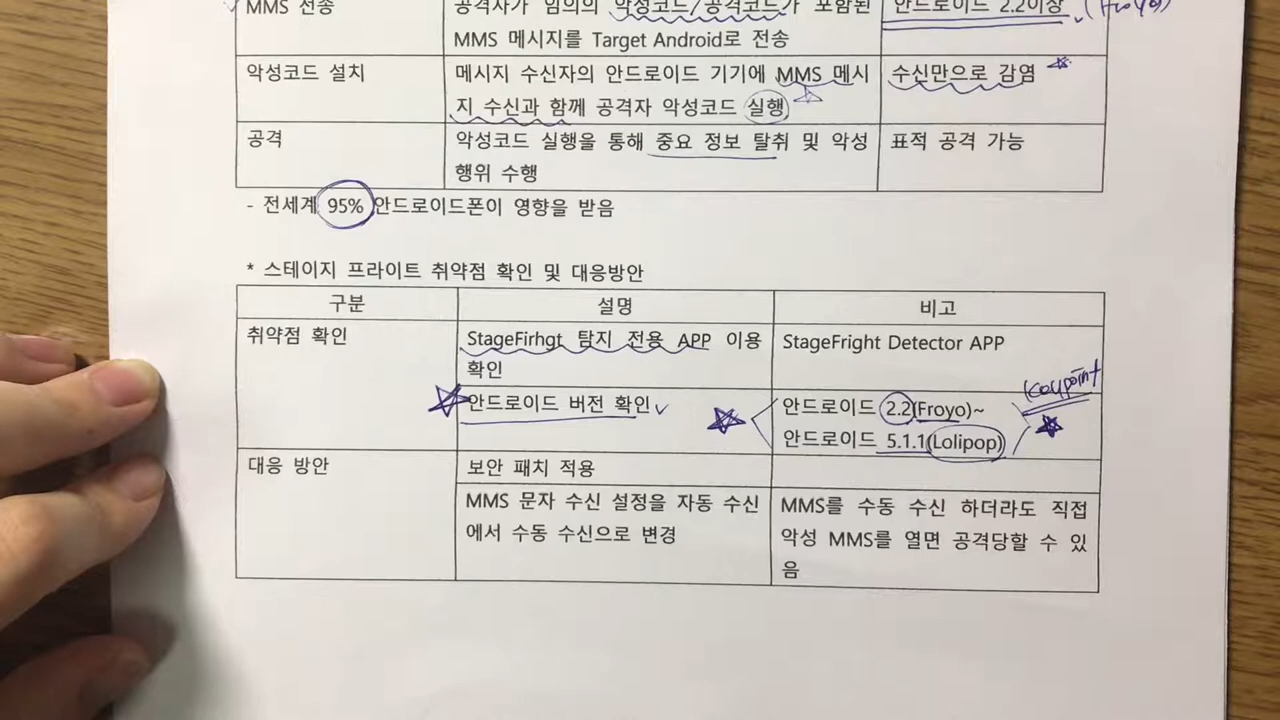 MMS 전송
공격자가 임의의 악성코드/공격코드가 포함된
MMS 메시지를 Target Android로 전송
안드로이드 2.2이상
(Froyo)
악성코드 설치
메시지 수신자의 안드로이드 기기에 MMS 메시
지 수신과 함께 공격자 악성코드 실행
수신만으로 감염
공격
악성코드 실행을 통해 중요 정보 탈취 및 악성
행위 수행
표적 공격 가능
- 전세계 95% 안드로이드폰이 영향을 받음
* 스테이지 프라이트 취약점 확인 및 대응방안
구분
설명
비고
취약점 확인
StageFirhgt 탐지 전용 APP 이용
확인
StageFright Detector APP
안드로이드 버전 확인
안드로이드 2.2(Froyo)~
안드로이드 5.1.1(Lolipop)
대응 방안
보안 패치 적용
MMS 문자 수신 설정을 자동 수신
에서 수동 수신으로 변경
MMS를 수동 수신 하더라도 직접
악성 MMS를 열면 공격당할 수 있
음